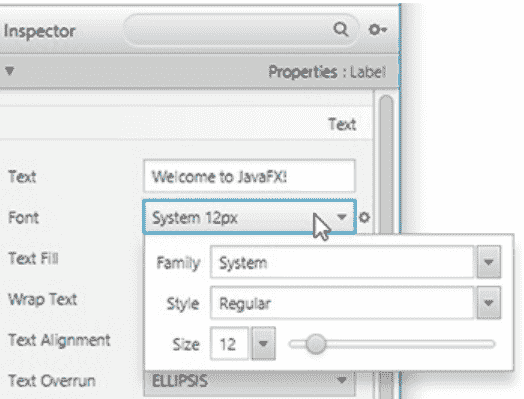 Inspector
Properties : Label
Text
Text Welcome to JavaFX!
Font System 12px
Text Fill
Family System
Wrap Text
Style Regular
Text Alignment
Size 12
Text Overrun ELLIPSIS